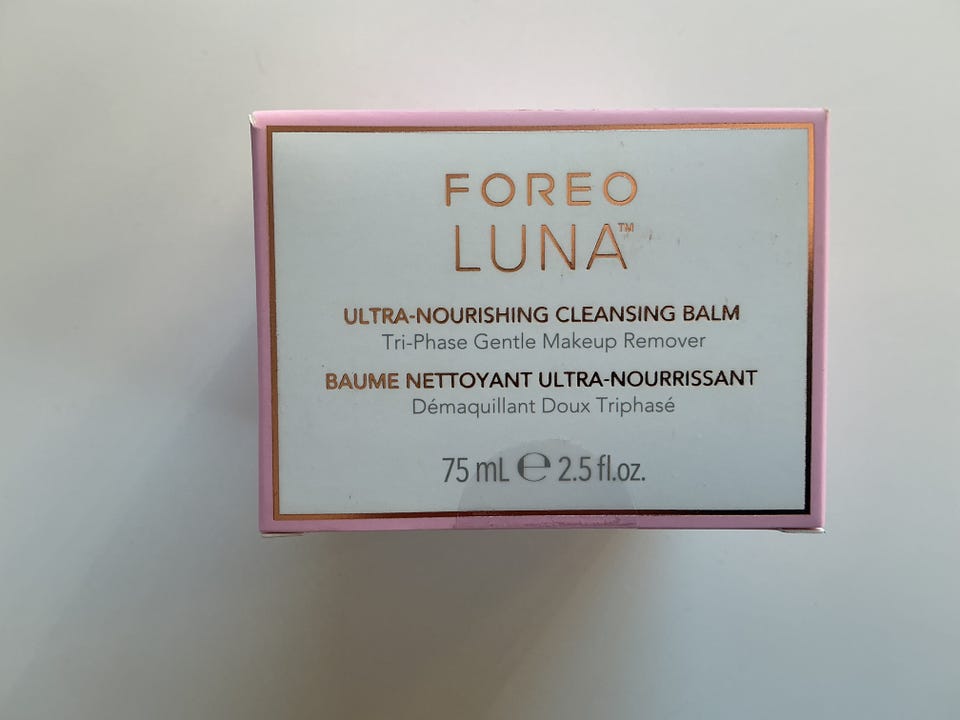 FOREO
LUNA™
ULTRA-NOURISHING CLEANSING BALM
Tri-Phase Gentle Makeup Remover
BAUME NETTOYANT ULTRA-NOURRISSANT
Démaquillant Doux Triphasé
75 mL ℮ 2.5 fl.oz.